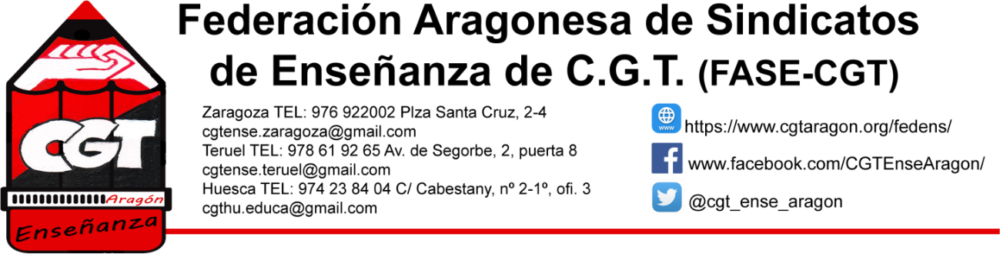 Federación Aragonesa de Sindicatos
de Enseñanza de C.G.T. (FASE-CGT)
Zaragoza TEL: 976 922002 Plza Santa Cruz, 2-4
cgtense.zaragoza@gmail.com
Teruel TEL: 978 61 92 65 Av. de Segorbe, 2, puerta 8
cgtense.teruel@gmail.com
Huesca TEL: 974 23 84 04 C/ Cabestany, nº 2-1º, ofi. 3
cgthu.educa@gmail.com
www
https://www.cgtaragon.org/fedens/
www.facebook.com/CGTEnseAragon/
@cgt_ense_aragon
CGT
Aragón
Enseñanza